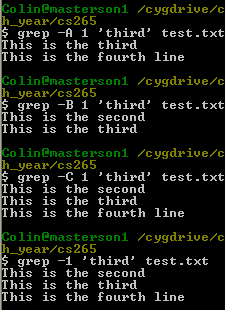 Colin@masterson1 /cygdrive/c
h_year/cs265
$ grep -A 1 'third' test.txt
This is the third
This is the fourth line
Colin@masterson1 /cygdrive/c
h_year/cs265
$ grep -B 1 'third' test.txt
This is the second
This is the third
Colin@masterson1 /cygdrive/c
h_year/cs265
$ grep -C 1 'third' test.txt
This is the second
This is the third
This is the fourth line
Colin@masterson1 /cygdrive/c
h_year/cs265
$ grep -1 'third' test.txt
This is the second
This is the third
This is the fourth line